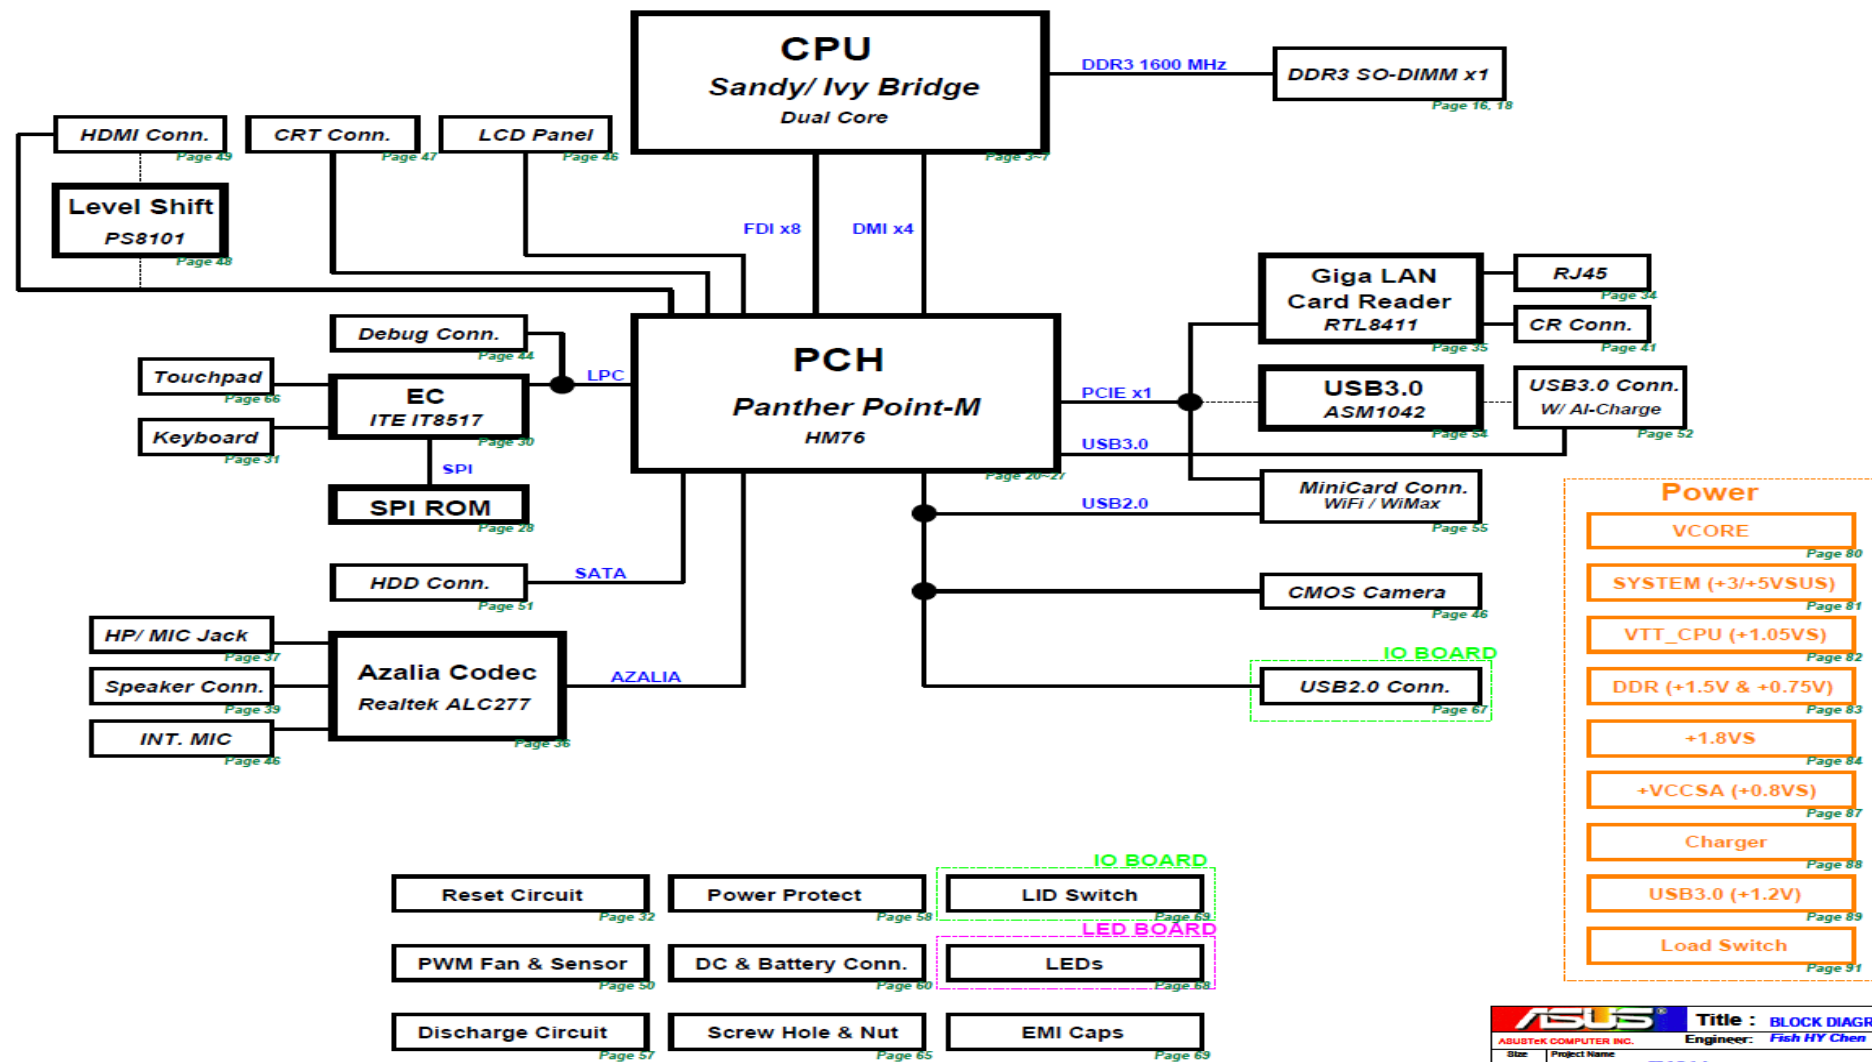 CPU
Sandy/ Ivy Bridge
Dual Core
Page 3~7
DDR3 1600 MHz
DDR3 SO-DIMM x1
Page 16, 18
HDMI Conn.
Page 49
CRT Conn.
Page 47
LCD Panel
Page 46
Level Shift
PS8101
Page 48
FDI x8
DMI x4
Giga LAN
Card Reader
RTL8411
Page 35
RJ45
Page 34
CR Conn.
Page 41
Debug Conn.
Page 44
Touchpad
Page 66
EC
ITE IT8517
Page 30
LPC
Keyboard
Page 31
SPI
SPI ROM
Page 28
PCH
Panther Point-M
HM76
Page 20~27
PCIE x1
USB3.0
ASM1042
Page 54
USB3.0 Conn.
W/ AI-Charge
Page 52
USB3.0
USB2.0
MiniCard Conn.
WiFi / WiMax
Page 55
HDD Conn.
Page 51
SATA
CMOS Camera
Page 46
HP/ MIC Jack
Page 37
Speaker Conn.
Page 39
INT. MIC
Page 46
Azalia Codec
Realtek ALC277
Page 36
AZALIA
IO BOARD
USB2.0 Conn.
Page 67
Power
VCORE
Page 80
SYSTEM (+3/+5VSUS)
Page 81
VTT_CPU (+1.05VS)
Page 82
DDR (+1.5V & +0.75V)
Page 83
+1.8VS
Page 84
+VCCSA (+0.8VS)
Page 87
Charger
Page 88
USB3.0 (+1.2V)
Page 89
Load Switch
Page 91
Reset Circuit
Page 32
Power Protect
Page 58
IO BOARD
LID Switch
Page 69
PWM Fan & Sensor
Page 50
DC & Battery Conn.
Page 60
LED BOARD
LEDs
Page 68
Discharge Circuit
Page 57
Screw Hole & Nut
Page 65
EMI Caps
Page 69
ASUS
Title : BLOCK DIAGR
ASUSTeK COMPUTER INC.
Engineer: Fish HY Chen
Size
Project Name